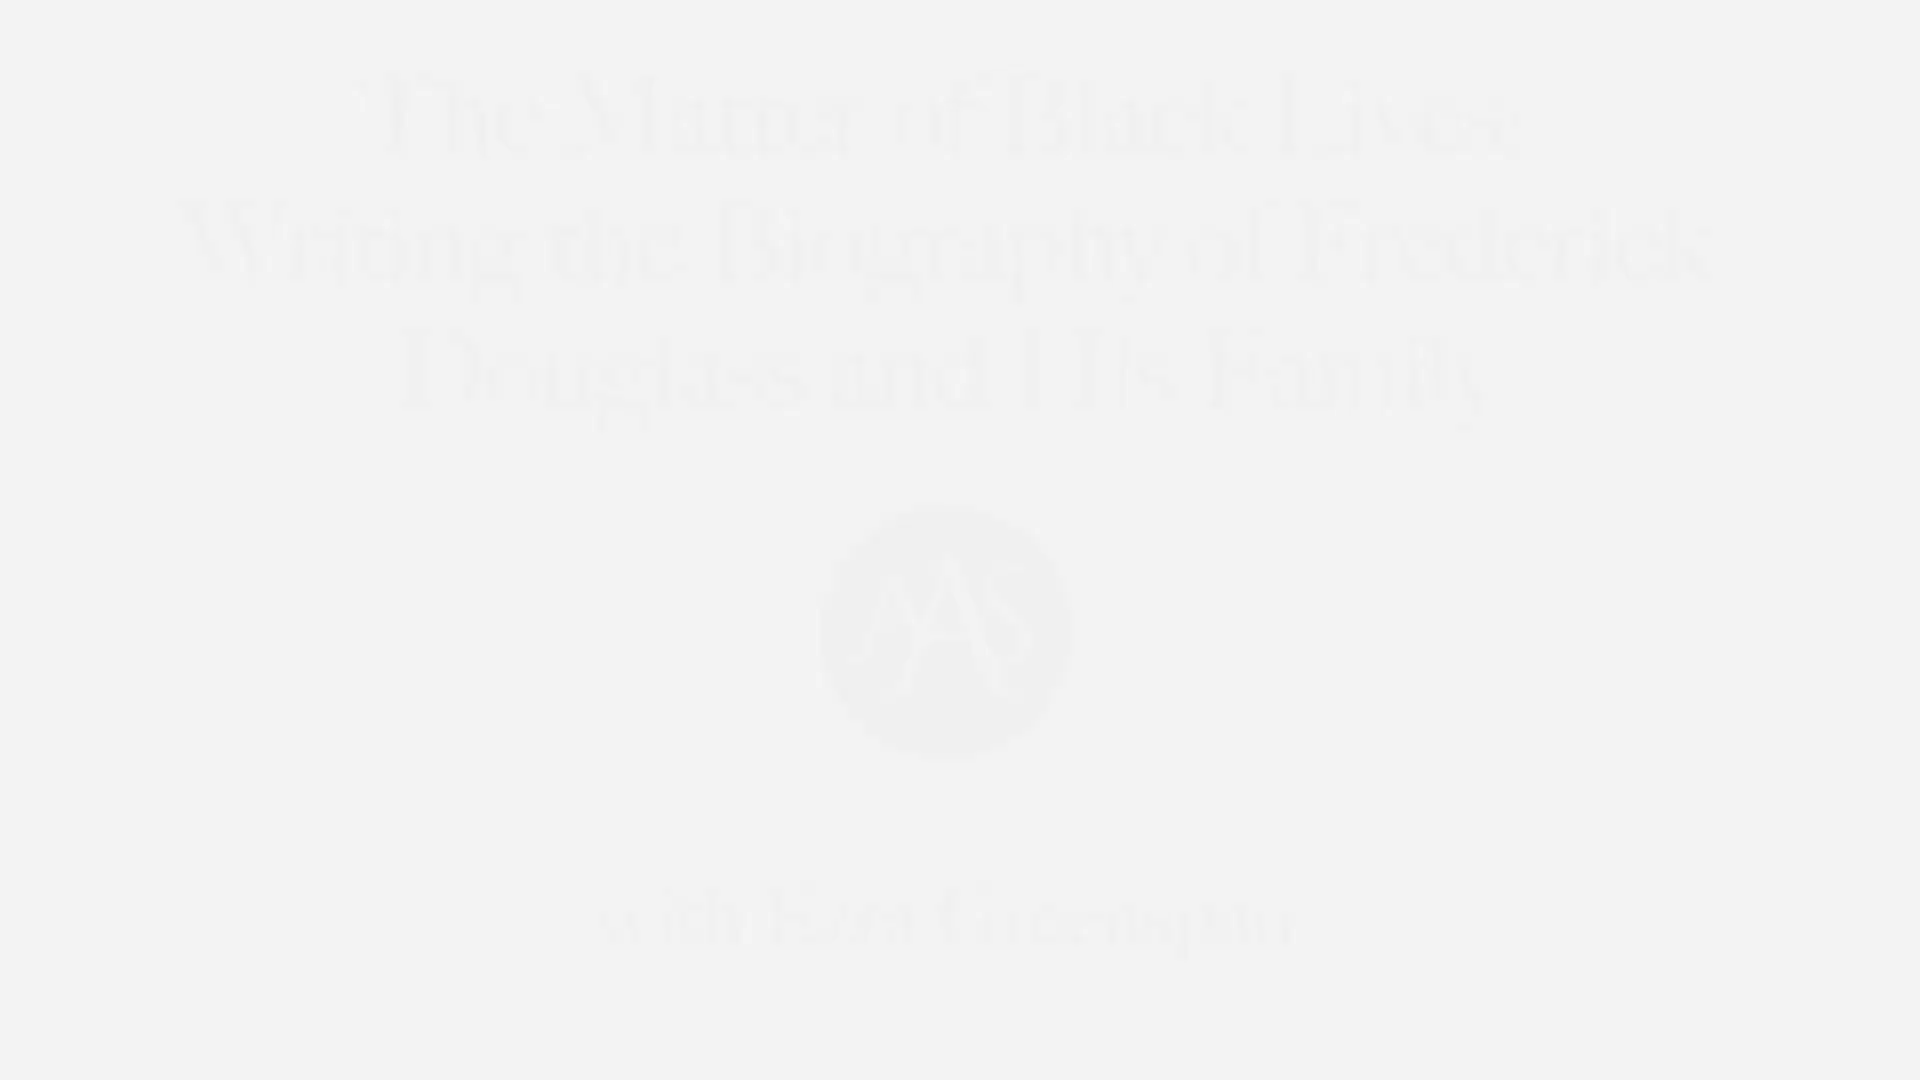 The Matter of Black Lives:
Writing the Biography of Frederick
Douglass and His Family
AAS
with Ezra Greenspan